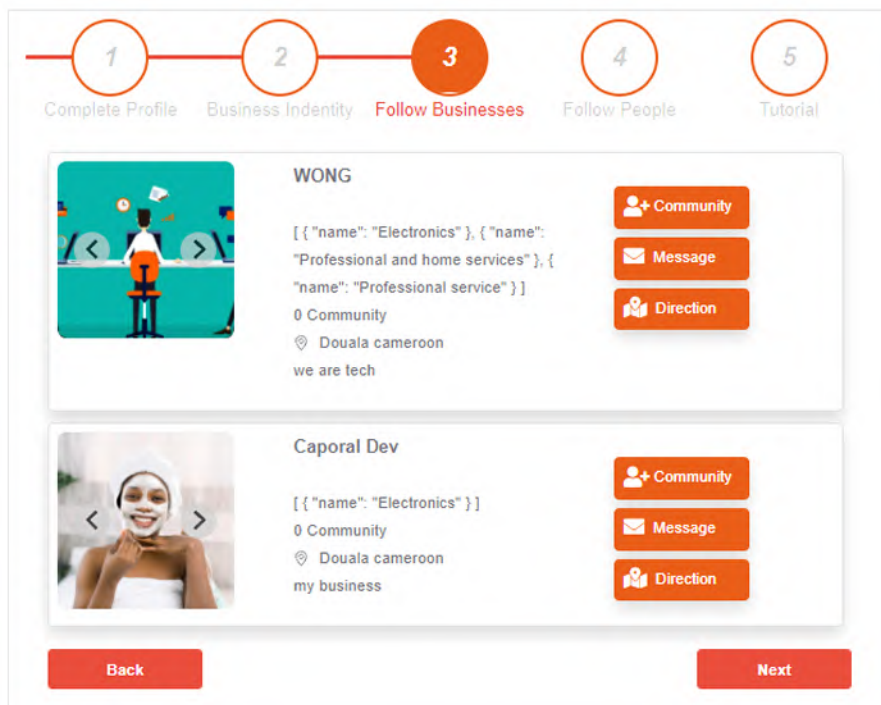 1 2 3 4 5
Complete Profile Business Indentity Follow Businesses Follow People Tutorial
WONG
[ { "name": "Electronics" }, { "name":
"Professional and home services" }, {
"name": "Professional service" } ]
0 Community
Douala cameroon
we are tech
Community
Message
Direction
Caporal Dev
[ { "name": "Electronics" } ]
0 Community
Douala cameroon
my business
Community
Message
Direction
Back Next